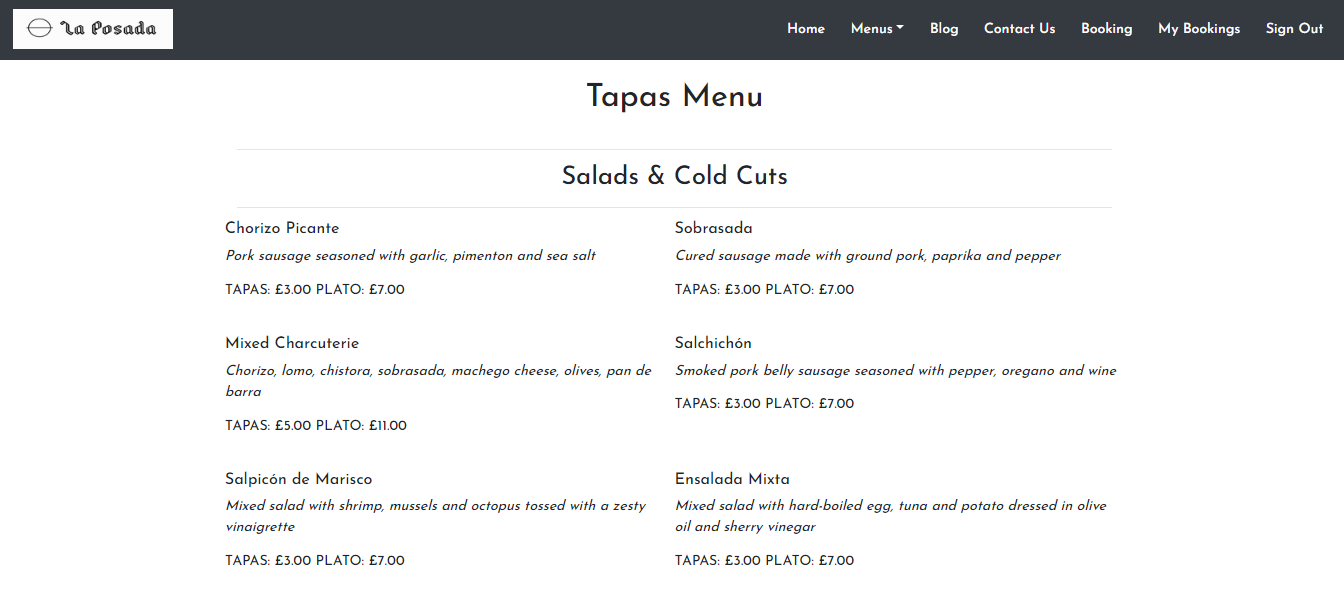 La Posada
Home Menus Blog Contact Us Booking My Bookings Sign Out
Tapas Menu
Salads & Cold Cuts
Chorizo Picante
Pork sausage seasoned with garlic, pimenton and sea salt
TAPAS: £3.00 PLATO: £7.00
Sobrasada
Cured sausage made with ground pork, paprika and pepper
TAPAS: £3.00 PLATO: £7.00
Mixed Charcuterie
Chorizo, lomo, chistora, sobrasada, machego cheese, olives, pan de
barra
TAPAS: £5.00 PLATO: £11.00
Salchichón
Smoked pork belly sausage seasoned with pepper, oregano and wine
TAPAS: £3.00 PLATO: £7.00
Salpicón de Marisco
Mixed salad with shrimp, mussels and octopus tossed with a zesty
vinaigrette
TAPAS: £3.00 PLATO: £7.00
Ensalada Mixta
Mixed salad with hard-boiled egg, tuna and potato dressed in olive
oil and sherry vinegar
TAPAS: £3.00 PLATO: £7.00